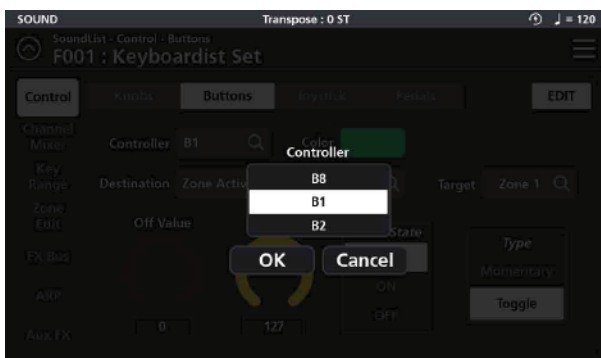 SOUND Transpose : 0 ST ♩ = 120
SoundList - Control - Buttons
F001 : Keyboardist Set
Control Knobs Buttons Joystick Pedals EDIT
Channel
Mixer
Controller B1 Color
Controller
Key
Range
Destination Zone Activ
B8
B1
B2
Target Zone 1
Zone
Edit
Off Value
State
Type
FX Bus
OK Cancel
Momentary
ON
Toggle
ARP
OFF
0 127
Aux FX